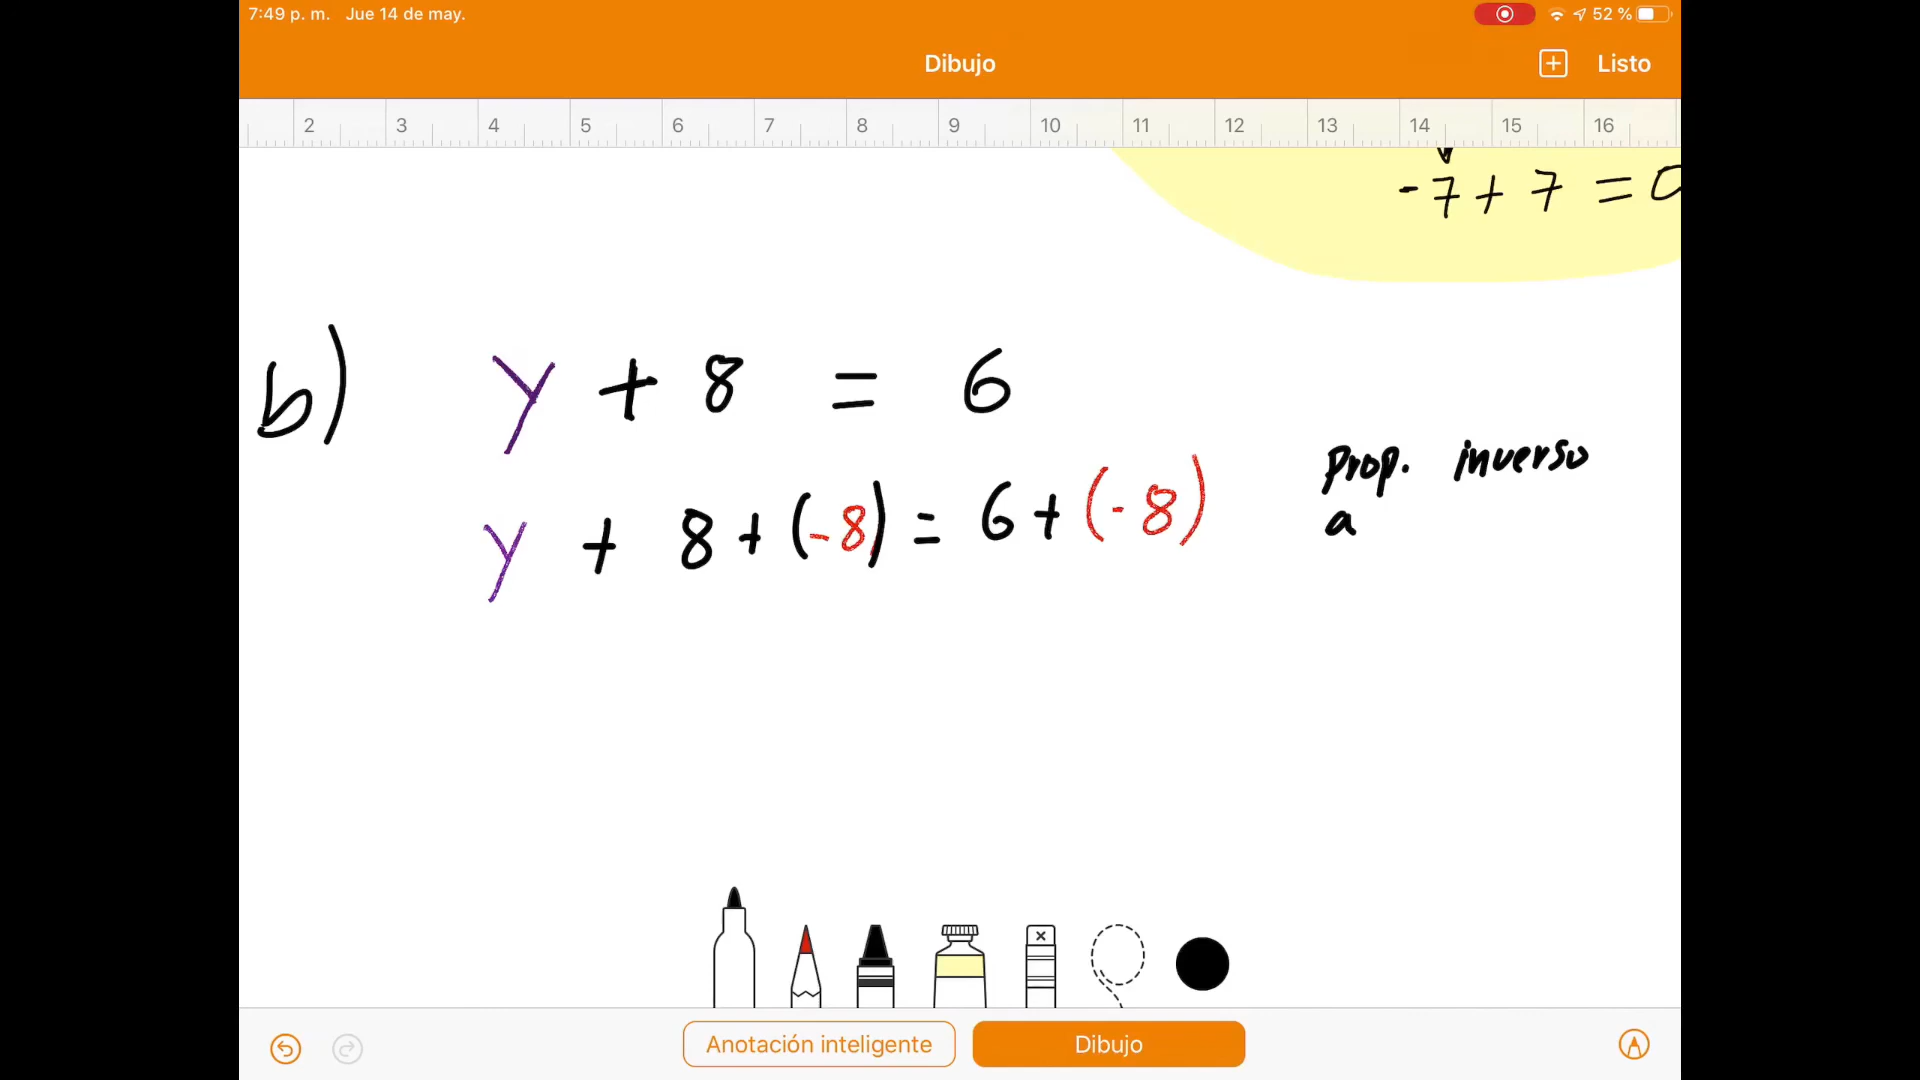 7:49 p. m. Jue 14 de may. 52 %
Dibujo
Listo
2 3 4 5 6 7 8 9 10 11 12 13 14 15 16
-7 + 7 = 0
b) y + 8 = 6
y + 8 + (-8) = 6 + (-8)
prop. inverso
a
Anotación inteligente
Dibujo